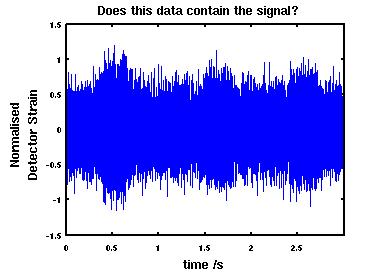 Does this data contain the signal?
1.5
1
0.5
0
-0.5
-1
-1.5
Normalised
Detector Strain
0 0.5 1 1.5 2 2.5
time /s